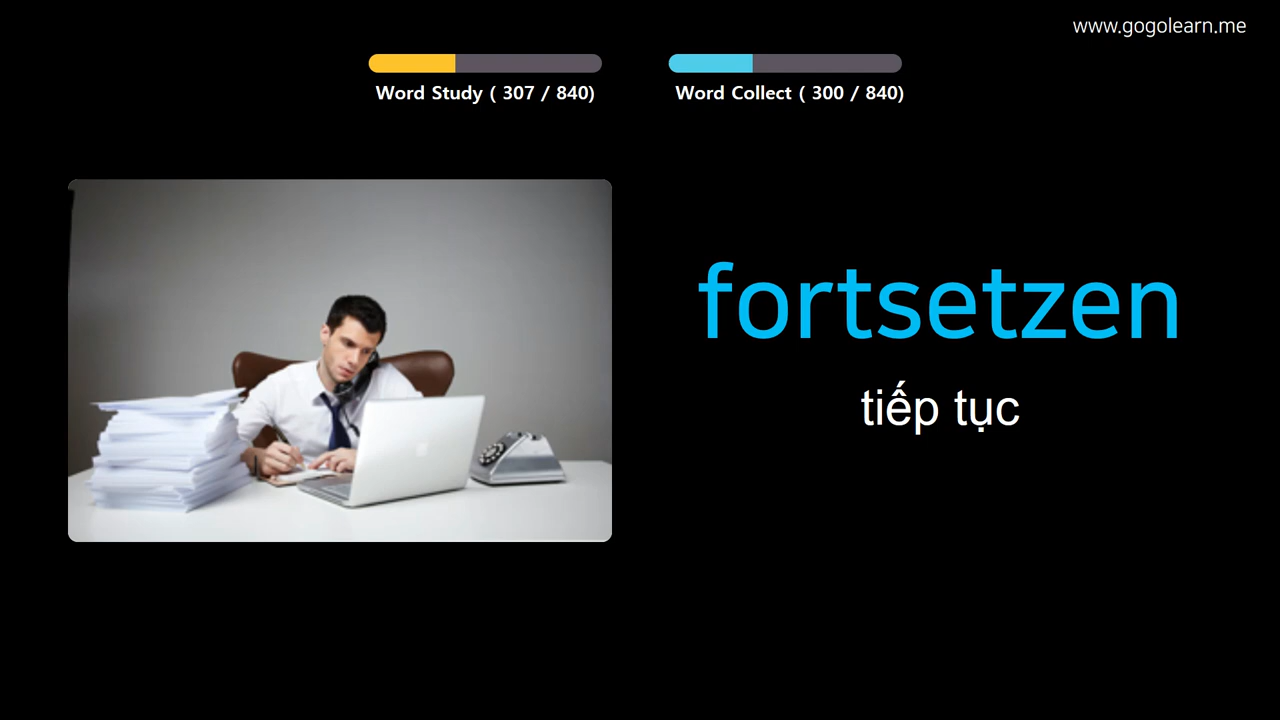 www.gogolearn.me
Word Study ( 307 / 840)
Word Collect ( 300 / 840)
fortsetzen
tiếp tục